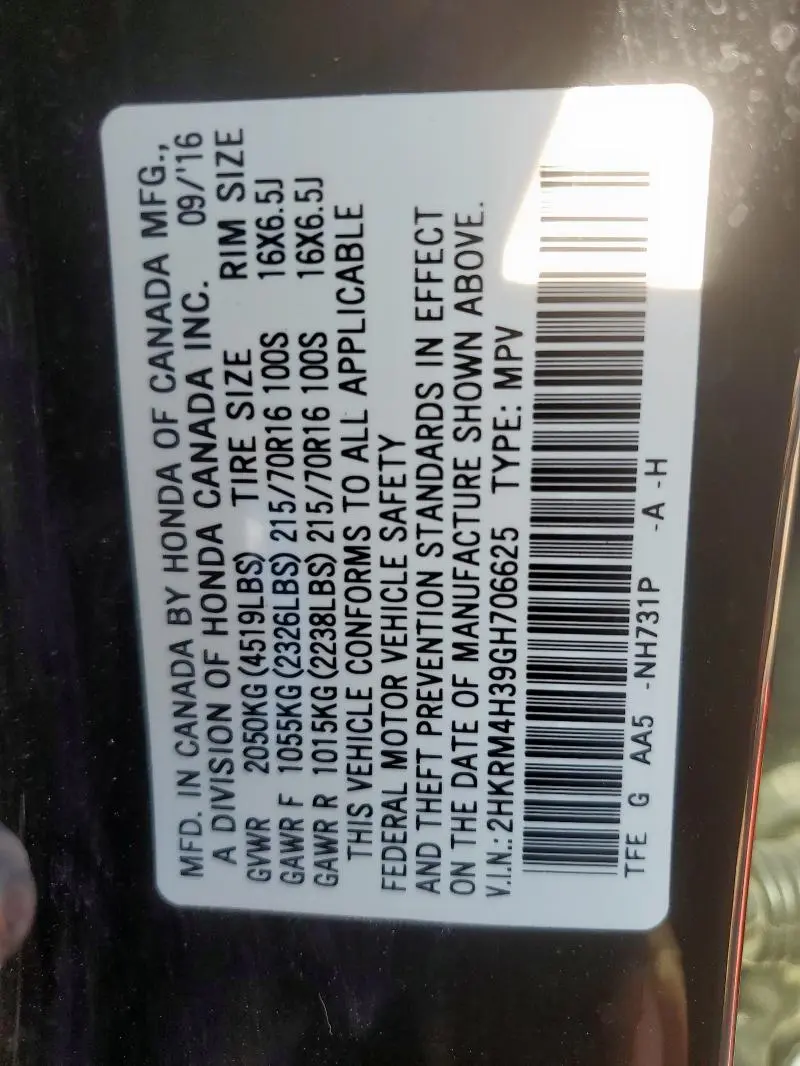 MFD. IN CANADA BY HONDA OF CANADA MFG.,
A DIVISION OF HONDA CANADA INC. 09/'16
GVWR 2050KG (4519LBS) TIRE SIZE RIM SIZE
GAWR F 1055KG (2326LBS) 215/70R16 100S 16X6.5J
GAWR R 1015KG (2238LBS) 215/70R16 100S 16X6.5J
THIS VEHICLE CONFORMS TO ALL APPLICABLE
FEDERAL MOTOR VEHICLE SAFETY
AND THEFT PREVENTION STANDARDS IN EFFECT
ON THE DATE OF MANUFACTURE SHOWN ABOVE.
V.I.N.: 2HKRM4H39GH706625 TYPE: MPV
TFE G AA5 -NH731P -A -H